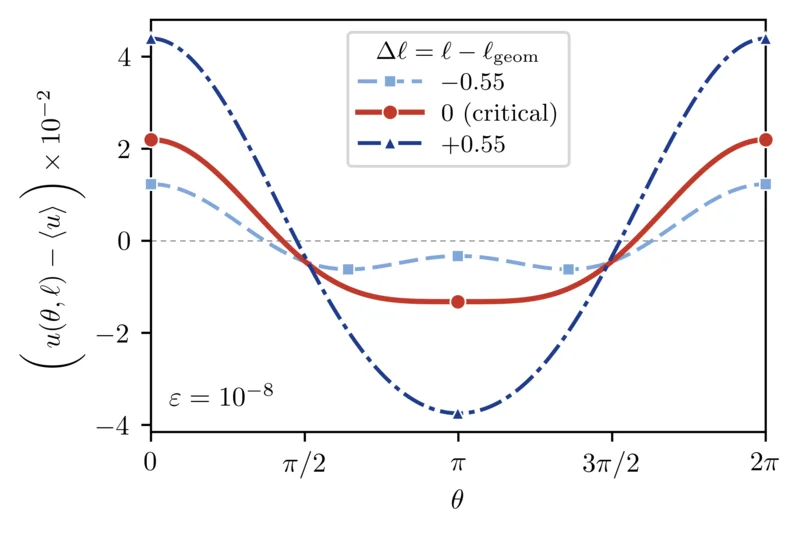 4
2
0
−2
−4
(u(θ, ℓ) − ⟨u⟩) × 10⁻²
Δℓ = ℓ − ℓ_geom
−0.55
0 (critical)
+0.55
ε = 10⁻⁸
0 π/2 π 3π/2 2π
θ